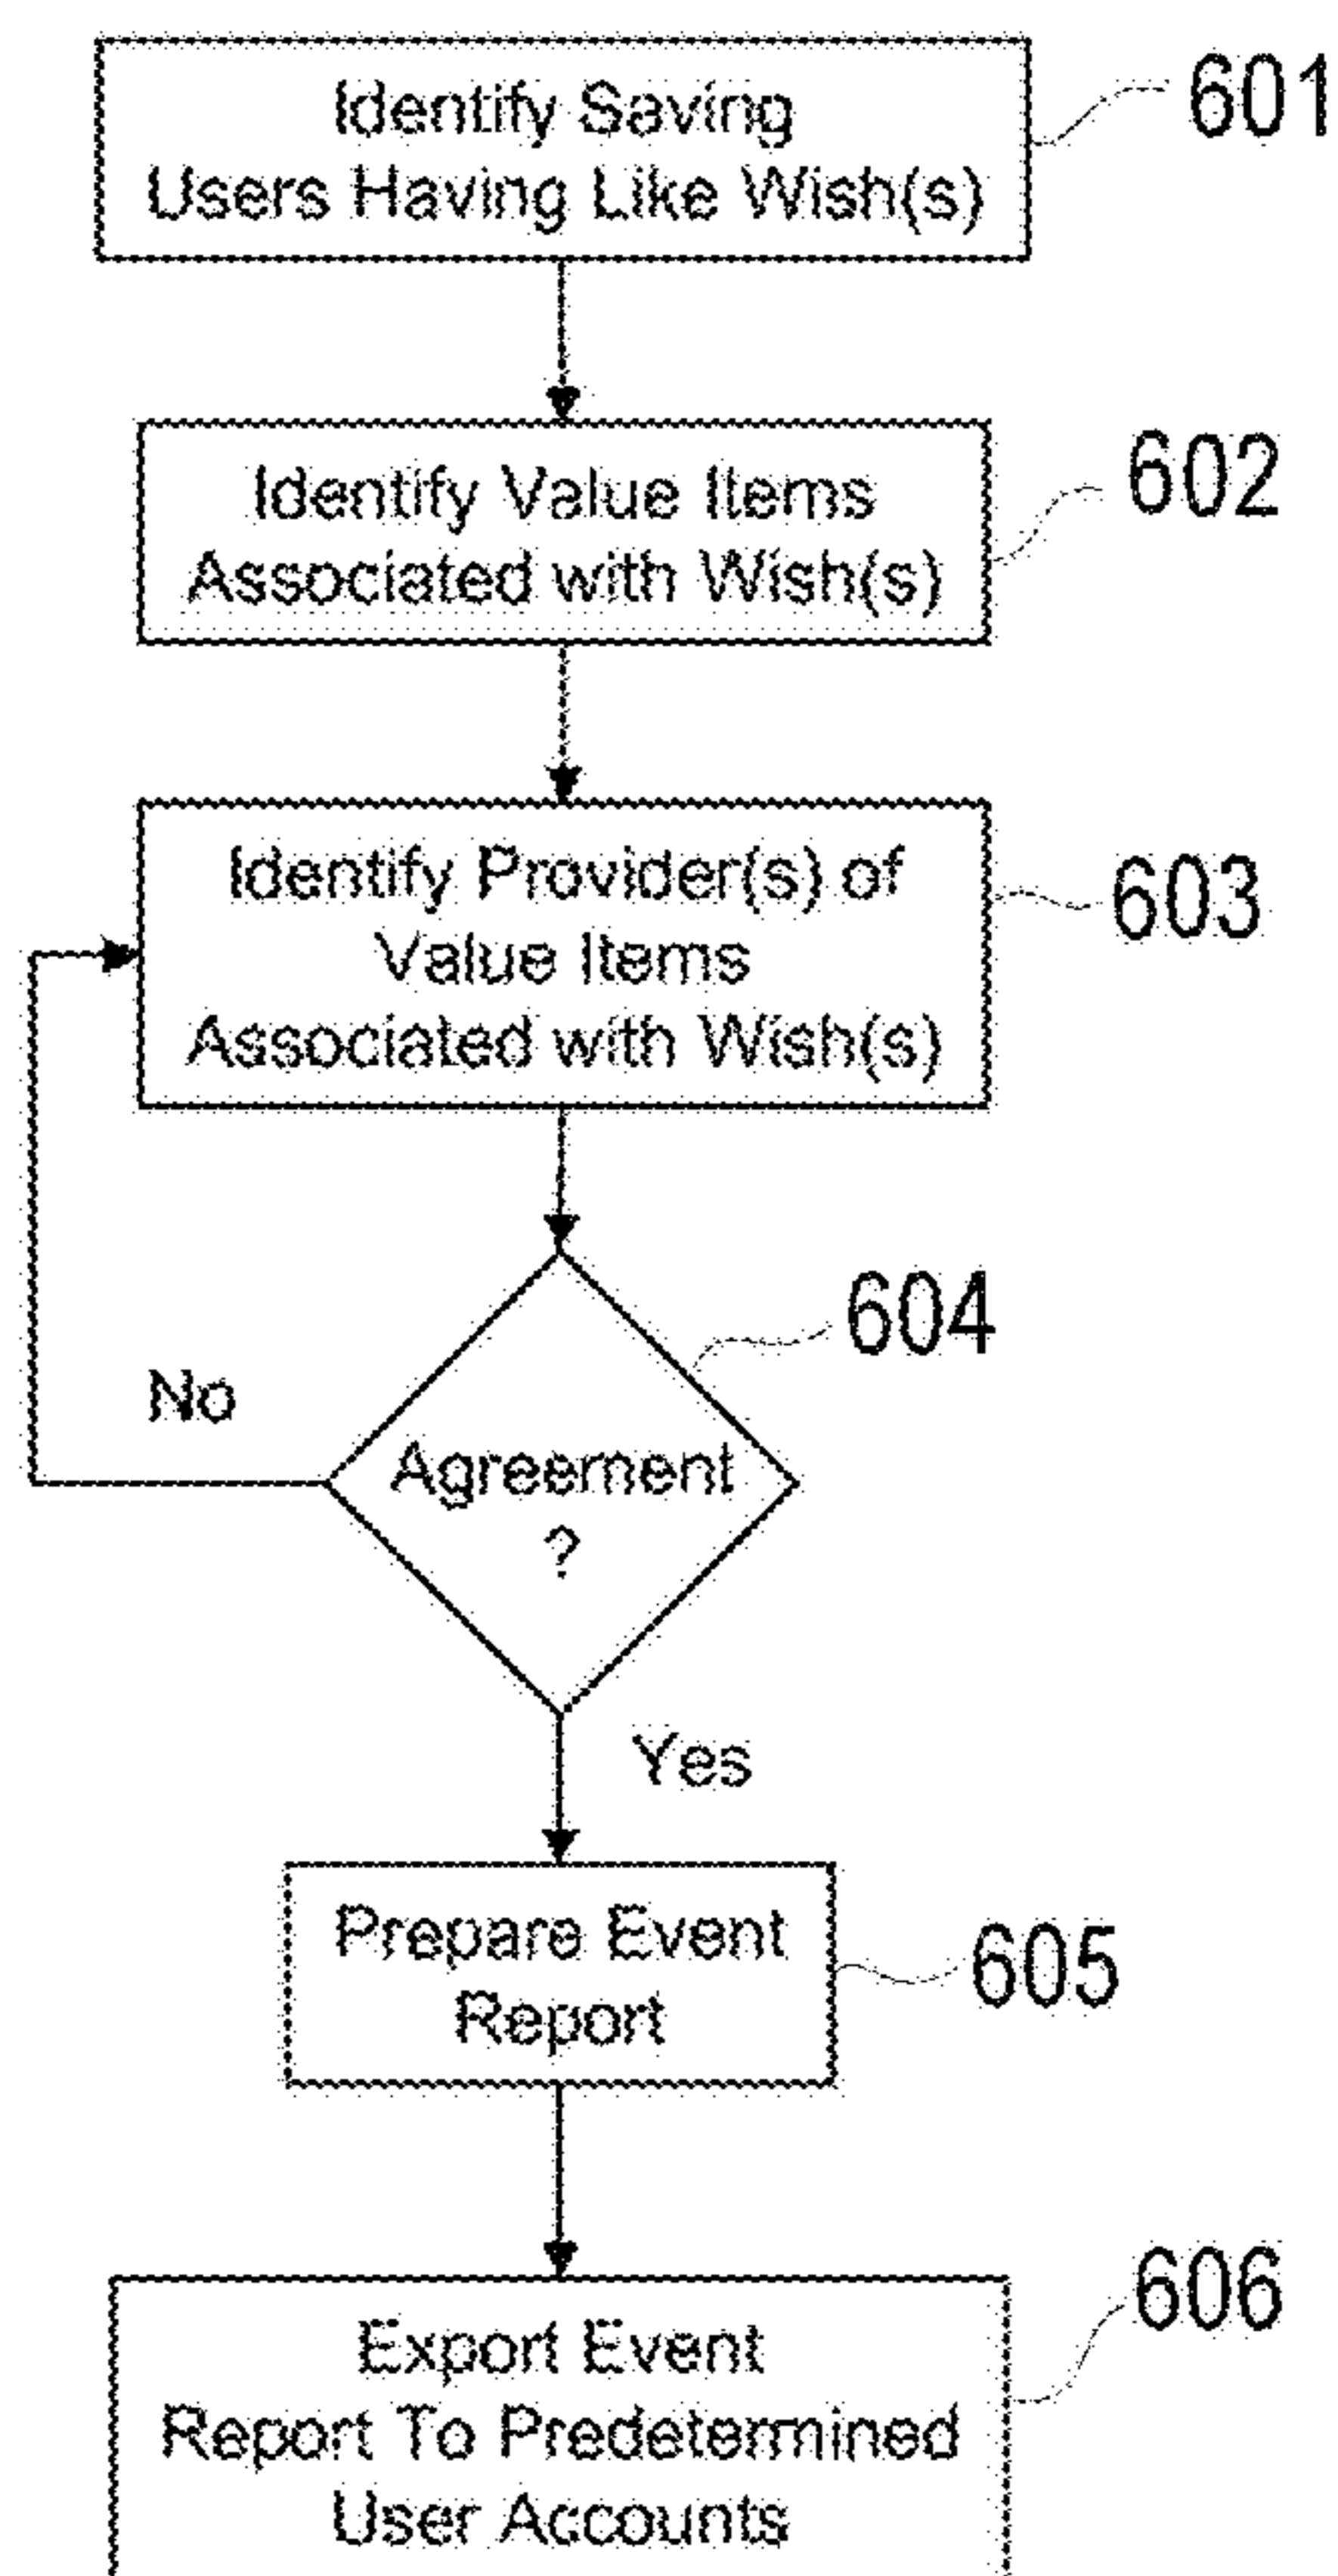 Identify Saving
Users Having Like Wish(s)
601
Identify Value Items
Associated with Wish(s)
602
Identify Provider(s) of
Value Items
Associated with Wish(s)
603
Agreement
?
604
No
Yes
Prepare Event
Report
605
Export Event
Report To Predetermined
User Accounts
606